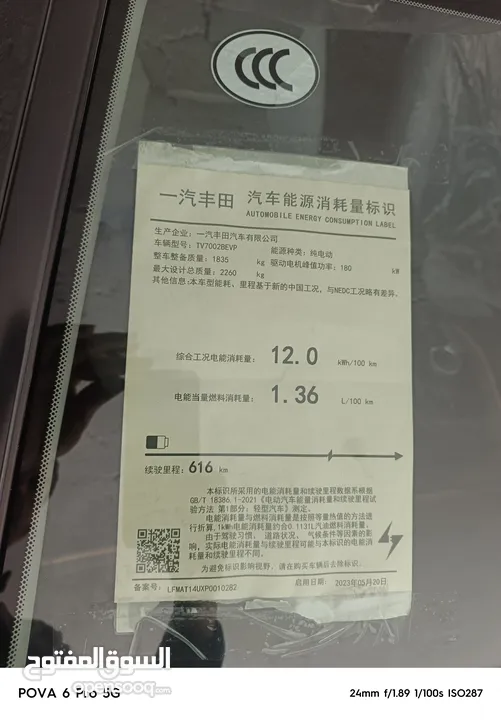 CCC
一汽丰田 汽车能源消耗量标识
AUTOMOBILE ENERGY CONSUMPTION LABEL
生产企业：一汽丰田汽车有限公司
车辆型号：TV7002BEVP 能源种类：纯电动
整车整备质量：1835 kg 驱动电机峰值功率：180 kW
最大设计总质量：2260 kg
其他信息：本车型能耗、里程基于新的中国工况，与NEDC工况略有差异.
综合工况电能消耗量： 12.0 kWh/100 km
电能当量燃料消耗量： 1.36 L/100 km
续驶里程：616 km
本标识所采用的电能消耗量和续驶里程数据系根据
GB/T 18386.1-2021《电动汽车能量消耗量和续驶里程试
验方法 第1部分：轻型汽车》测定。
电能消耗量与燃料消耗量是按照等量热值的方法进
行折算，1kWh电能消耗量约合0.113L汽油燃料消耗量。
由于驾驶习惯、道路状况、气候条件等因素的影
响，实际电能消耗量与续驶里程可能与本标识的电能消
耗量与续驶里程不同。
为避免标识影响视野，请在购买车辆后去除标识.
备案号：LFMAT14UXP0010282 启用日期：2023年05月20日
السوق المفتوح
opensooq.com
POVA 6 Pro 5G
24mm f/1.89 1/100s ISO287